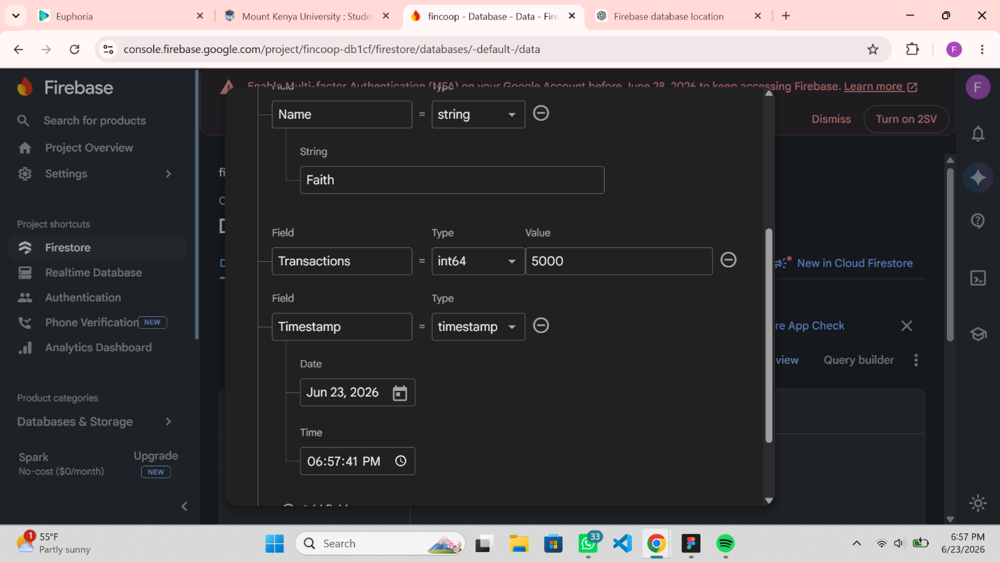 Euphoria
Mount Kenya University : Stude
fincoop - Database - Data - Fire
Firebase database location
console.firebase.google.com/project/fincoop-db1cf/firestore/databases/-default-/data
Firebase
Enable Multi-factor Authentication (MFA) on your Google Account before June 28, 2026 to keep accessing Firebase. Learn more
F
F
Dismiss
Turn on 2SV
Search for products
Project Overview
Settings
Project shortcuts
Firestore
Realtime Database
Authentication
Phone Verification NEW
Analytics Dashboard
Product categories
Databases & Storage
Spark
No-cost ($0/month)
Upgrade
NEW
Field Type
Name = string
String
Faith
Field Type Value
Transactions = int64 5000
Field Type
Timestamp = timestamp
Date
Jun 23, 2026
Time
06:57:41 PM
New in Cloud Firestore
re App Check
view Query builder
1
55°F
Partly sunny
Search
33
6:57 PM
6/23/2026